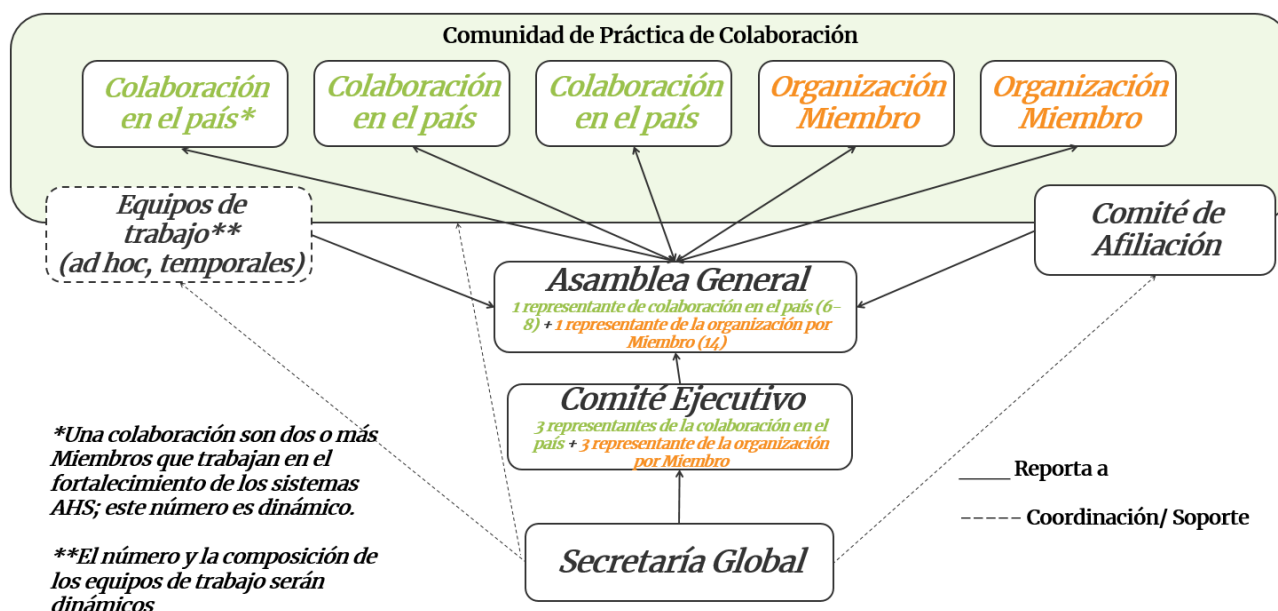 Comunidad de Práctica de Colaboración
Colaboración
en el país*
Colaboración
en el país
Colaboración
en el país
Organización
Miembro
Organización
Miembro
Equipos de
trabajo**
(ad hoc, temporales)
Comité de
Afiliación
Asamblea General
1 representante de colaboración en el país (6-
8) + 1 representante de la organización por
Miembro (14)
Comité Ejecutivo
3 representantes de la colaboración en el
país + 3 representante de la organización
por Miembro
*Una colaboración son dos o más
Miembros que trabajan en el
fortalecimiento de los sistemas
AHS; este número es dinámico.
Reporta a
Coordinación/ Soporte
Secretaría Global
**El número y la composición de
los equipos de trabajo serán
dinámicos